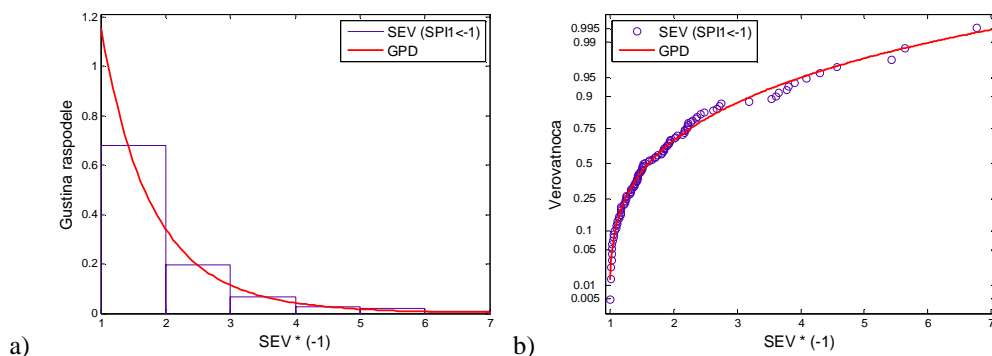 SEV (SPI1<-1)
GPD
Gustina raspodele
1.2
1
0.8
0.6
0.4
0.2
0
1 2 3 4 5 6 7
SEV * (-1)
a)
SEV (SPI1<-1)
GPD
Verovatnoca
0.995
0.99
0.95
0.9
0.75
0.5
0.25
0.1
0.05
0.01
0.005
1 2 3 4 5 6 7
SEV * (-1)
b)